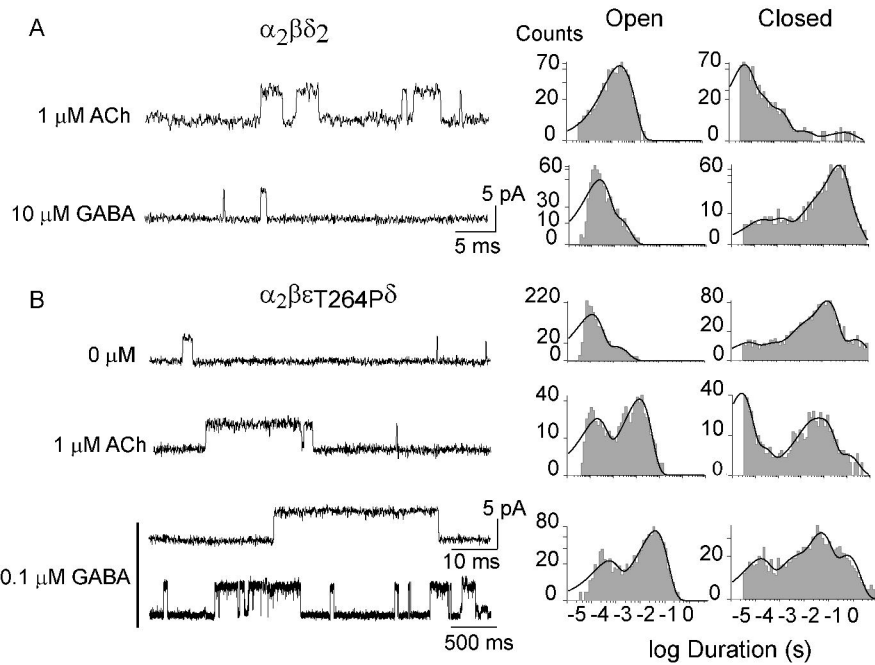 A
α2βδ2
Counts
Open
Closed
1 μM ACh
70
20
0
70
20
0
10 μM GABA
5 pA
5 ms
60
30
10
0
60
10
0
B
α2βεT264Pδ
0 μM
220
20
0
80
20
0
1 μM ACh
40
10
0
40
10
0
0.1 μM GABA
5 pA
10 ms
500 ms
80
20
0
20
0
-5 -4 -3 -2 -1 0
-5 -4 -3 -2 -1 0
log Duration (s)